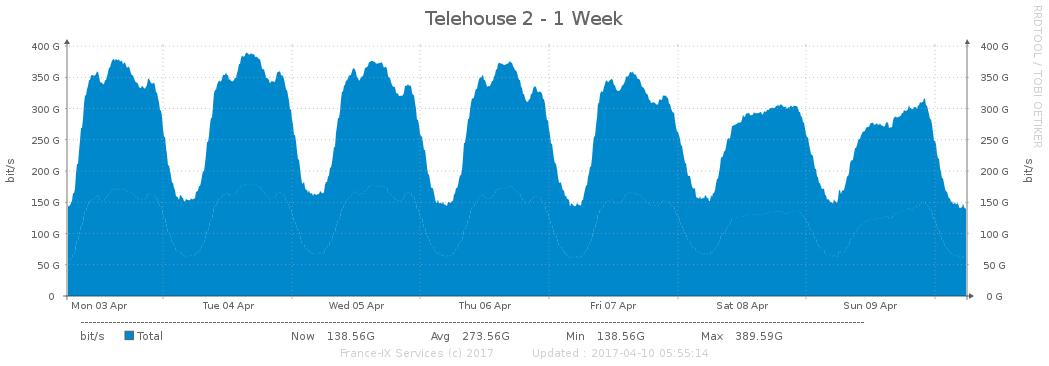 Telehouse 2 - 1 Week
RRDTOOL / TOBI OETIKER
400 G 400 G
350 G 350 G
300 G 300 G
250 G 250 G
200 G 200 G
150 G 150 G
100 G 100 G
50 G 50 G
0 0 G
bit/s bit/s
Mon 03 Apr Tue 04 Apr Wed 05 Apr Thu 06 Apr Fri 07 Apr Sat 08 Apr Sun 09 Apr
bit/s Total Now 138.56G Avg 273.56G Min 138.56G Max 389.59G
France-IX Services (c) 2017 Updated : 2017-04-10 05:55:14